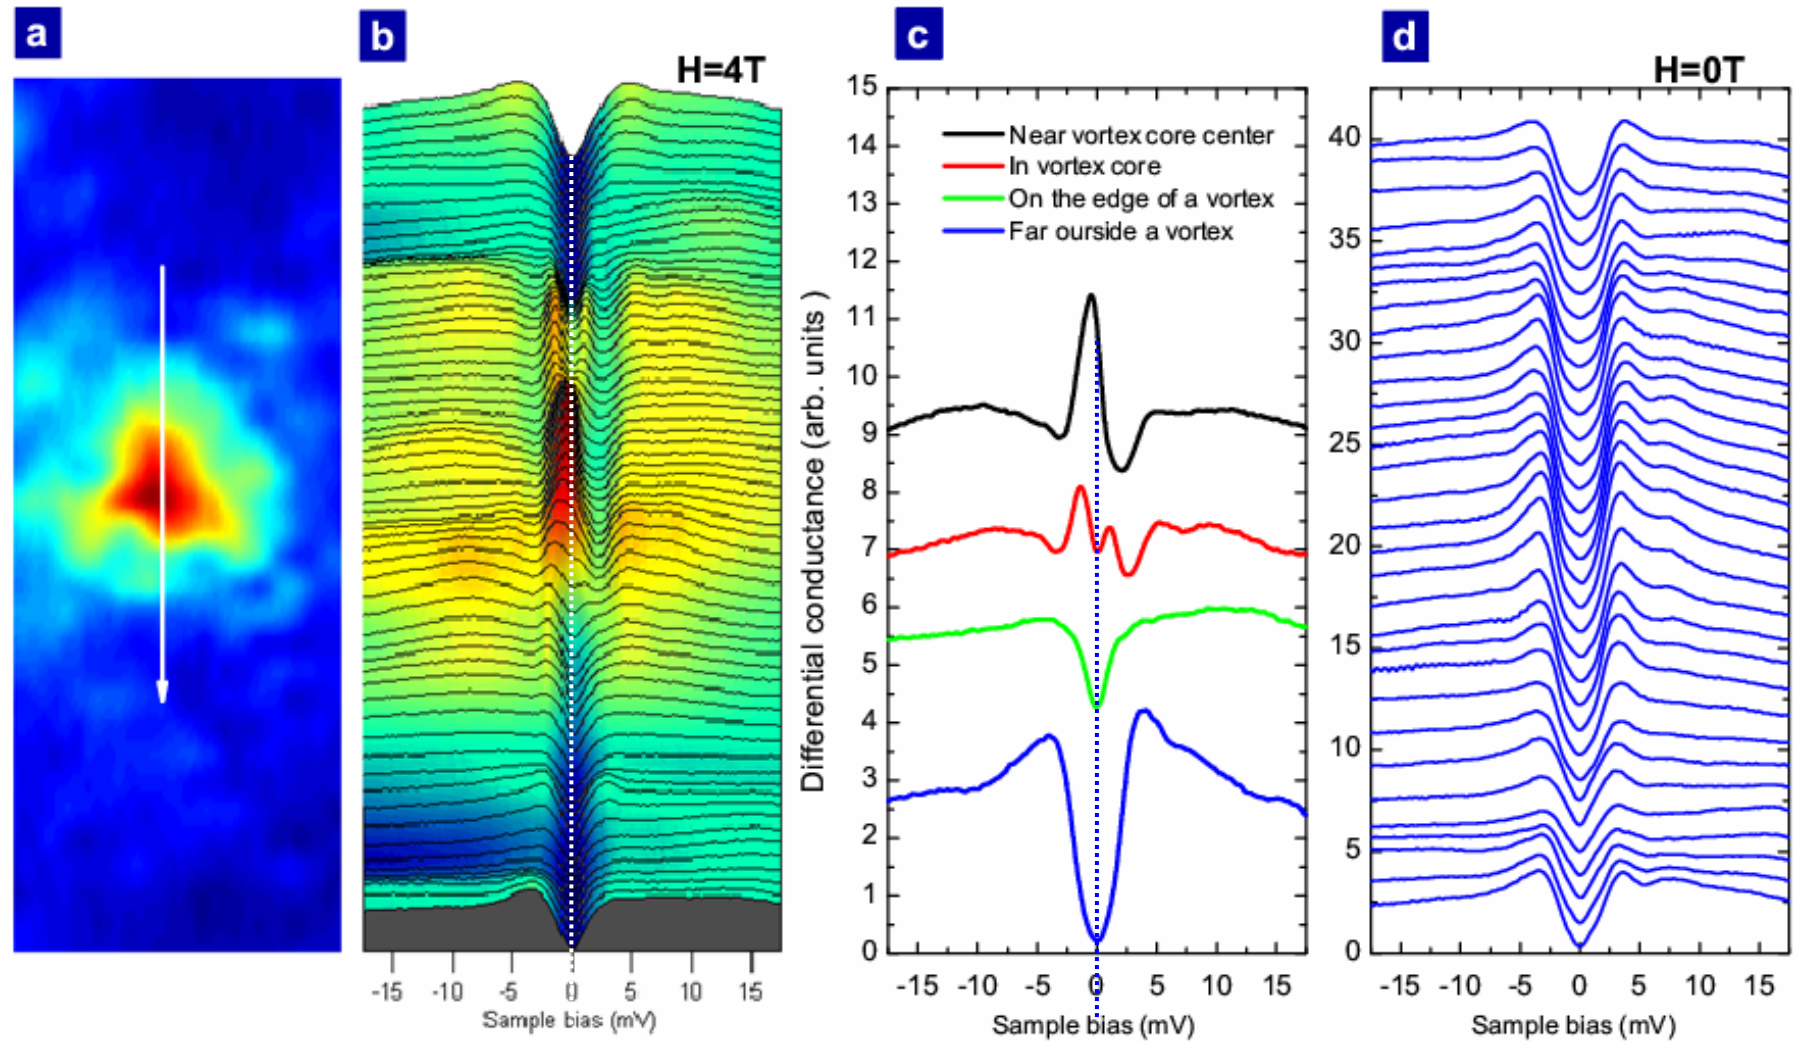 a
b
H=4T
-15 -10 -5 0 5 10 15
Sample bias (mV)
c
15
14
13
12
11
10
9
8
7
6
5
4
3
2
1
0
Differential conductance (arb. units )
Near vortex core center
In vortex core
On the edge of a vortex
Far ourside a vortex
-15 -10 -5 0 5 10 15
Sample bias (mV)
d
H=0T
40
35
30
25
20
15
10
5
0
-15 -10 -5 0 5 10 15
Sample bias (mV)